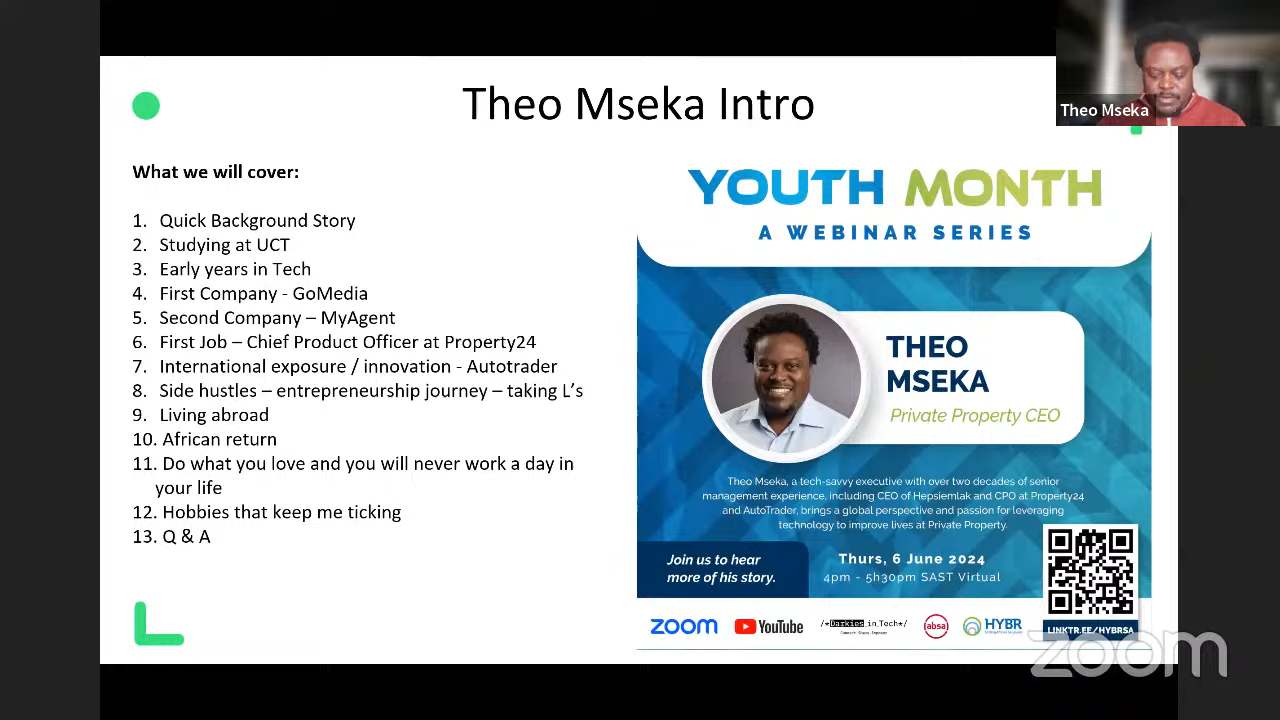 Theo Mseka Intro
Theo Mseka
What we will cover:
1. Quick Background Story
2. Studying at UCT
3. Early years in Tech
4. First Company - GoMedia
5. Second Company – MyAgent
6. First Job – Chief Product Officer at Property24
7. International exposure / innovation - Autotrader
8. Side hustles – entrepreneurship journey – taking L's
9. Living abroad
10. African return
11. Do what you love and you will never work a day in
your life
12. Hobbies that keep me ticking
13. Q & A
YOUTH MONTH
A WEBINAR SERIES
THEO
MSEKA
Private Property CEO
Theo Mseka, a tech-savvy executive with over two decades of senior
management experience, including CEO of Hepsiemlak and CPO at Property24
and AutoTrader, brings a global perspective and passion for leveraging
technology to improve lives at Private Property.
Join us to hear
more of his story.
Thurs, 6 June 2024
4pm - 5h30pm SAST Virtual
LINKTR.EE/HYBRSA
zoom YouTube /*Darkies in Tech*/ absa HYBR
Connect.Share.Empower
zoom